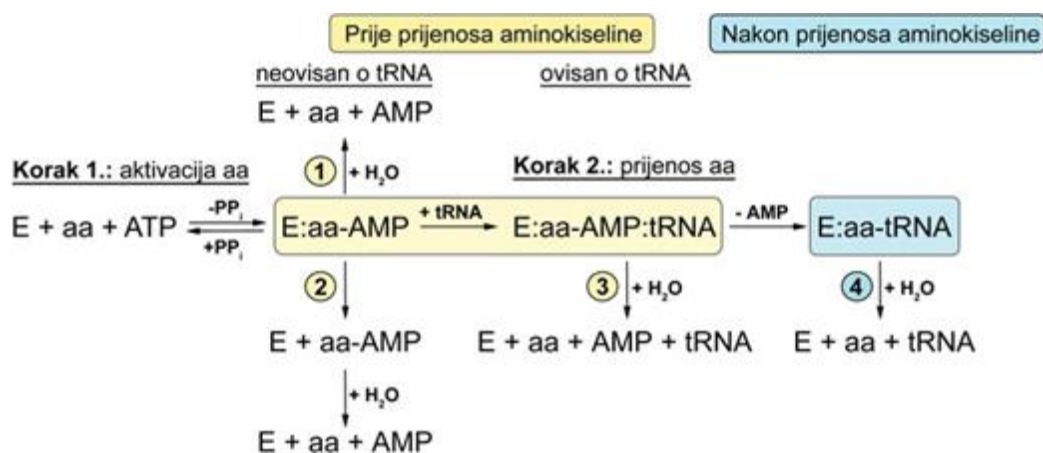 Prije prijenosa aminokiseline
Nakon prijenosa aminokiseline
neovisan o tRNA
ovisan o tRNA
E + aa + AMP
1
+ H₂O
Korak 1.: aktivacija aa
Korak 2.: prijenos aa
E + aa + ATP
-PPᵢ
+PPᵢ
E:aa-AMP
+ tRNA
E:aa-AMP:tRNA
- AMP
E:aa-tRNA
2
3
+ H₂O
4
+ H₂O
E + aa-AMP
E + aa + AMP + tRNA
E + aa + tRNA
+ H₂O
E + aa + AMP